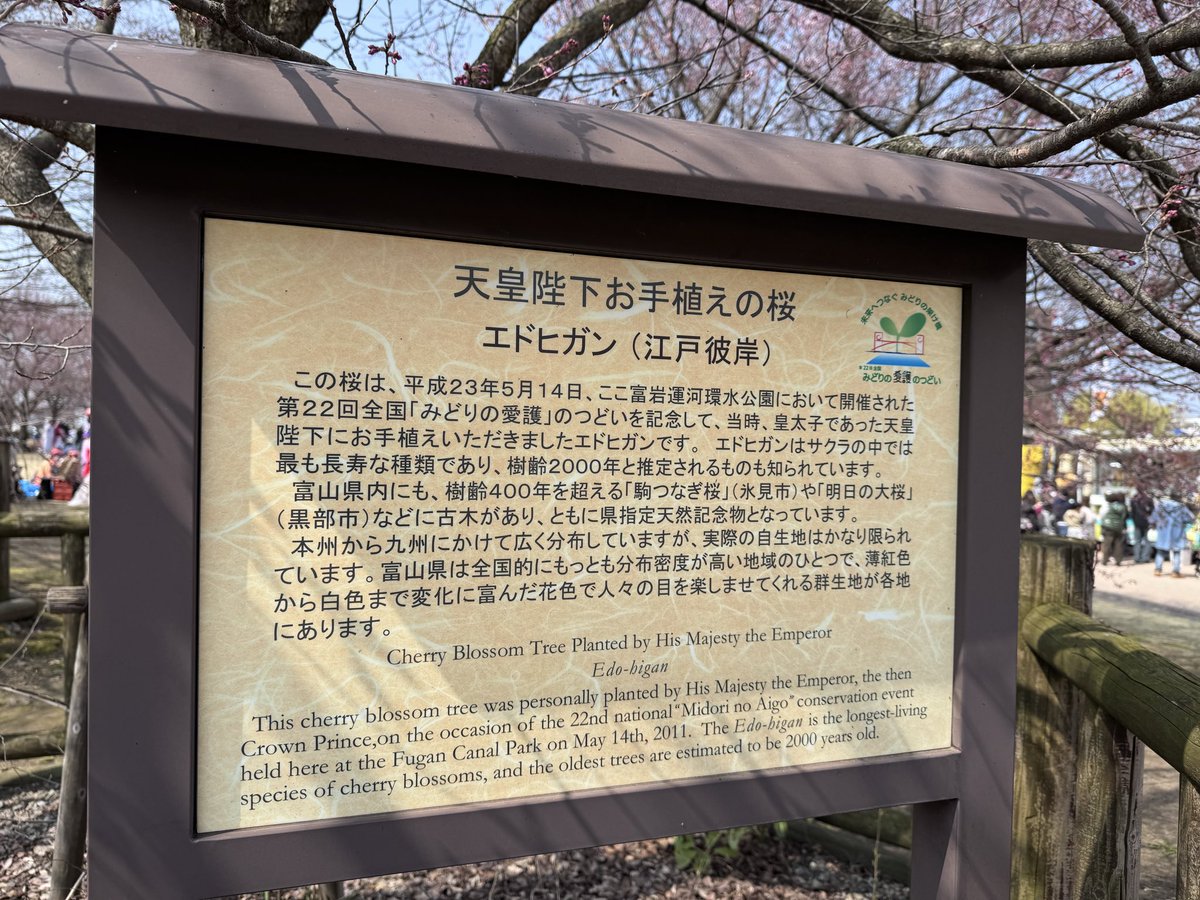 天皇陛下お手植えの桜
エドヒガン（江戸彼岸）
未来へつなぐ みどりの架け橋
第22回全国
みどりの愛護のつどい
この桜は、平成23年5月14日、ここ富岩運河環水公園において開催された
第22回全国「みどりの愛護」のつどいを記念して、当時、皇太子であった天皇
陛下にお手植えいただきましたエドヒガンです。 エドヒガンはサクラの中では
最も長寿な種類であり、樹齢2000年と推定されるものも知られています。
富山県内にも、樹齢400年を超える「駒つなぎ桜」（氷見市）や「明日の大桜」
（黒部市）などに古木があり、ともに県指定天然記念物となっています。
本州から九州にかけて広く分布していますが、実際の自生地はかなり限られ
ています。富山県は全国的にもっとも分布密度が高い地域のひとつで、薄紅色
から白色まで変化に富んだ花色で人々の目を楽しませてくれる群生地が各地
にあります。
Cherry Blossom Tree Planted by His Majesty the Emperor
Edo-higan
This cherry blossom tree was personally planted by His Majesty the Emperor, the then
Crown Prince,on the occasion of the 22nd national “Midori no Aigo” conservation event
held here at the Fugan Canal Park on May 14th, 2011. The Edo-higan is the longest-living
species of cherry blossoms, and the oldest trees are estimated to be 2000 years old.